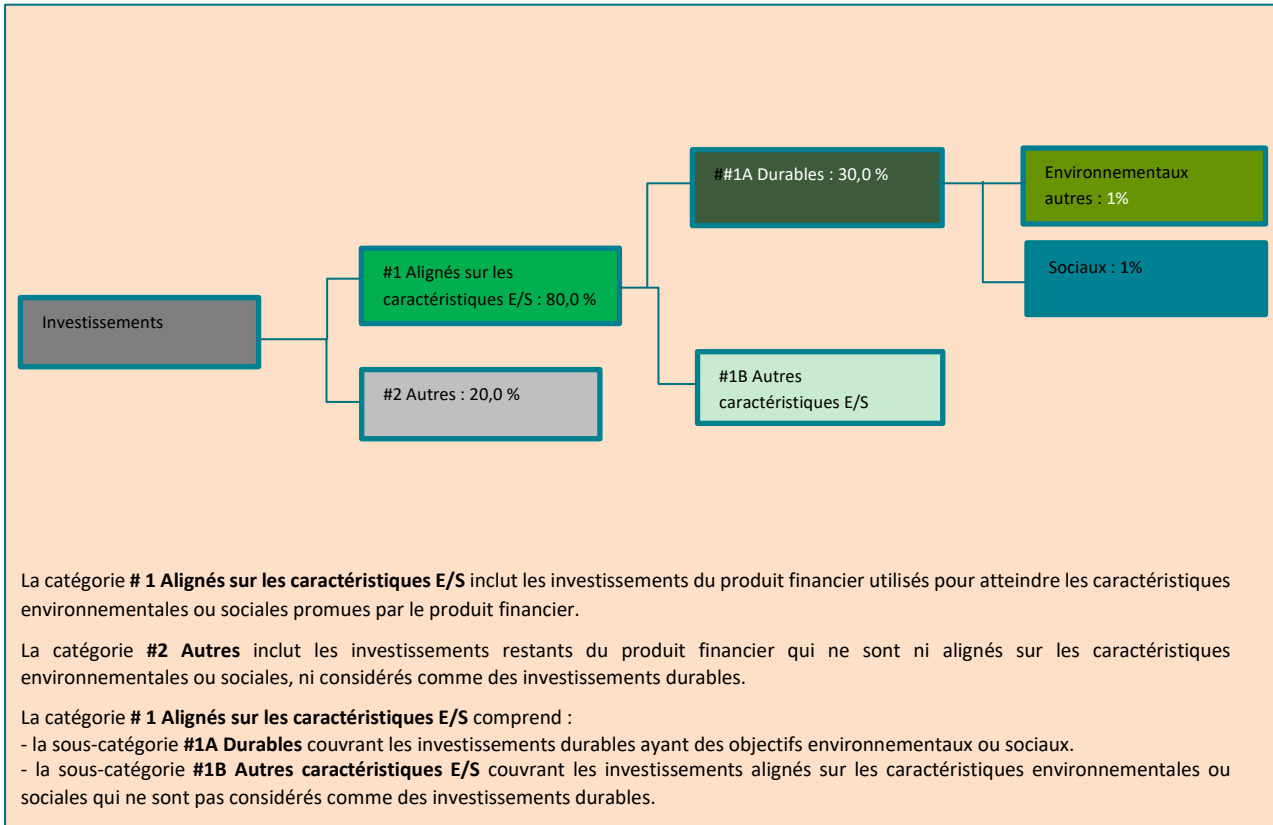 ##1A Durables : 30,0 %
Environnementaux
autres : 1%
Sociaux : 1%
#1 Alignés sur les
caractéristiques E/S : 80,0 %
Investissements
#2 Autres : 20,0 %
#1B Autres
caractéristiques E/S
La catégorie # 1 Alignés sur les caractéristiques E/S inclut les investissements du produit financier utilisés pour atteindre les caractéristiques
environnementales ou sociales promues par le produit financier.
La catégorie #2 Autres inclut les investissements restants du produit financier qui ne sont ni alignés sur les caractéristiques
environnementales ou sociales, ni considérés comme des investissements durables.
La catégorie # 1 Alignés sur les caractéristiques E/S comprend :
- la sous-catégorie #1A Durables couvrant les investissements durables ayant des objectifs environnementaux ou sociaux.
- la sous-catégorie #1B Autres caractéristiques E/S couvrant les investissements alignés sur les caractéristiques environnementales ou
sociales qui ne sont pas considérés comme des investissements durables.